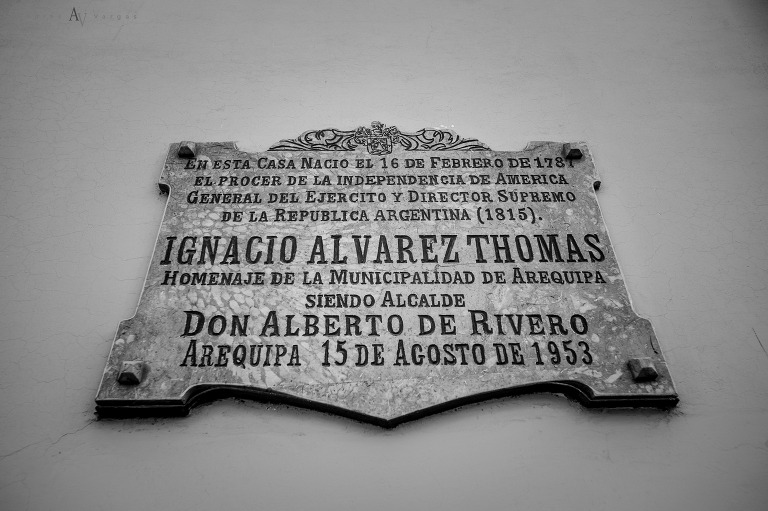 EN ESTA CASA NACIO EL 16 DE FEBRERO DE 1787
EL PROCER DE LA INDEPENDENCIA DE AMERICA
GENERAL DEL EJERCITO Y DIRECTOR SUPREMO
DE LA REPUBLICA ARGENTINA (1815).
IGNACIO ALVAREZ THOMAS
HOMENAJE DE LA MUNICIPALIDAD DE AREQUIPA
SIENDO ALCALDE
DON ALBERTO DE RIVERO
AREQUIPA 15 DE AGOSTO DE 1953